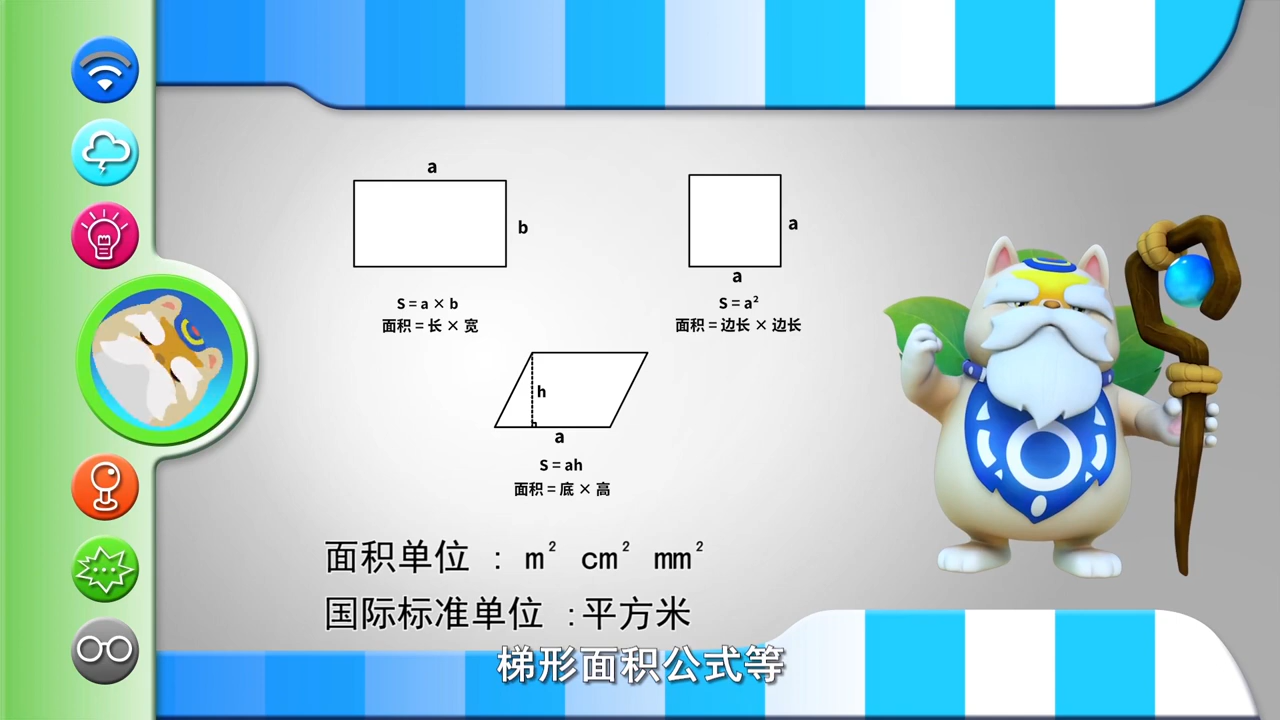 a
b
S = a × b
面积 = 长 × 宽
a
a
S = a²
面积 = 边长 × 边长
h
a
S = ah
面积 = 底 × 高
面积单位 : m² cm² mm²
国际标准单位 :平方米
梯形面积公式等